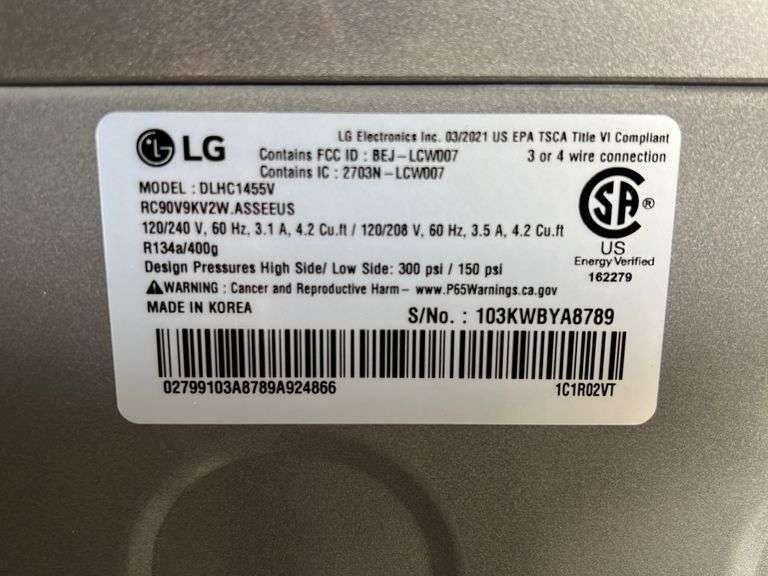 LG
LG Electronics Inc. 03/2021 US EPA TSCA Title VI Compliant
Contains FCC ID : BEJ-LCW007
3 or 4 wire connection
Contains IC : 2703N-LCW007
MODEL : DLHC1455V
RC90V9KV2W.ASSEEUS
120/240 V, 60 Hz, 3.1 A, 4.2 Cu.ft / 120/208 V, 60 Hz, 3.5 A, 4.2 Cu.ft
R134a/400g
Design Pressures High Side/ Low Side: 300 psi / 150 psi
WARNING : Cancer and Reproductive Harm- www.P65Warnings.ca.gov
MADE IN KOREA
SA ®
US
Energy Verified
162279
S/No. : 103KWBYA8789
02799103A8789A924866
1C1R02VT